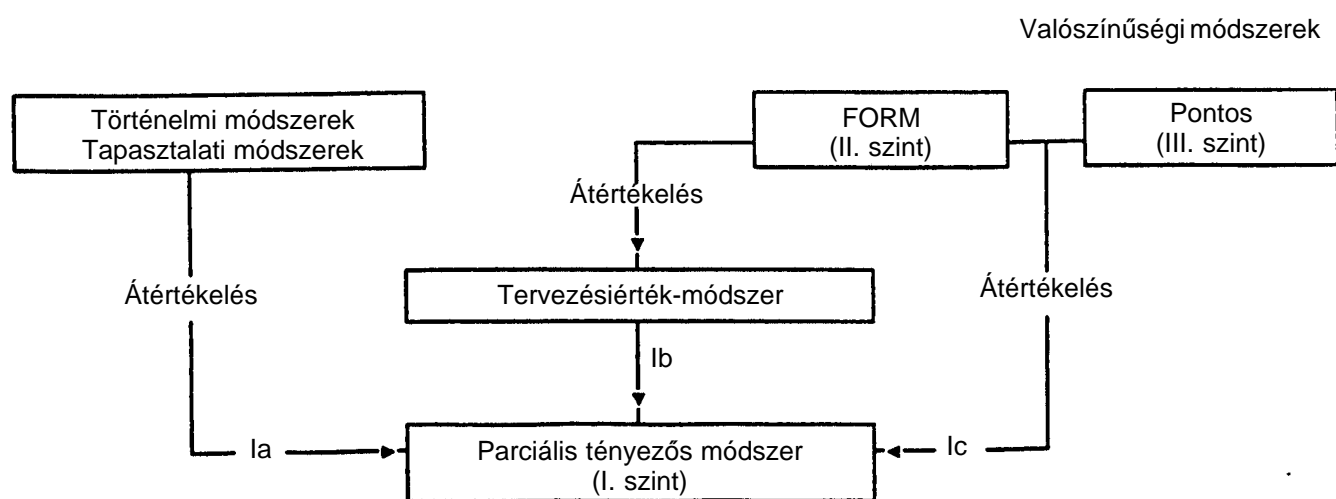 Valószínűségi módszerek
Történelmi módszerek
Tapasztalati módszerek
FORM
(II. szint)
Pontos
(III. szint)
Átértékelés
Átértékelés
Tervezésiérték-módszer
Átértékelés
Ib
Ia
Parciális tényezős módszer
(I. szint)
Ic